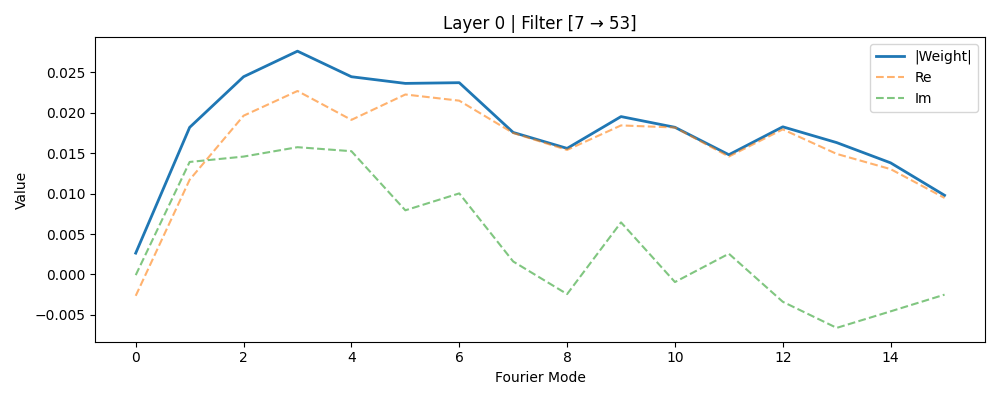 Layer 0 | Filter [7 → 53]
|Weight|
Re
Im
Value
0.025
0.020
0.015
0.010
0.005
0.000
−0.005
0 2 4 6 8 10 12 14
Fourier Mode